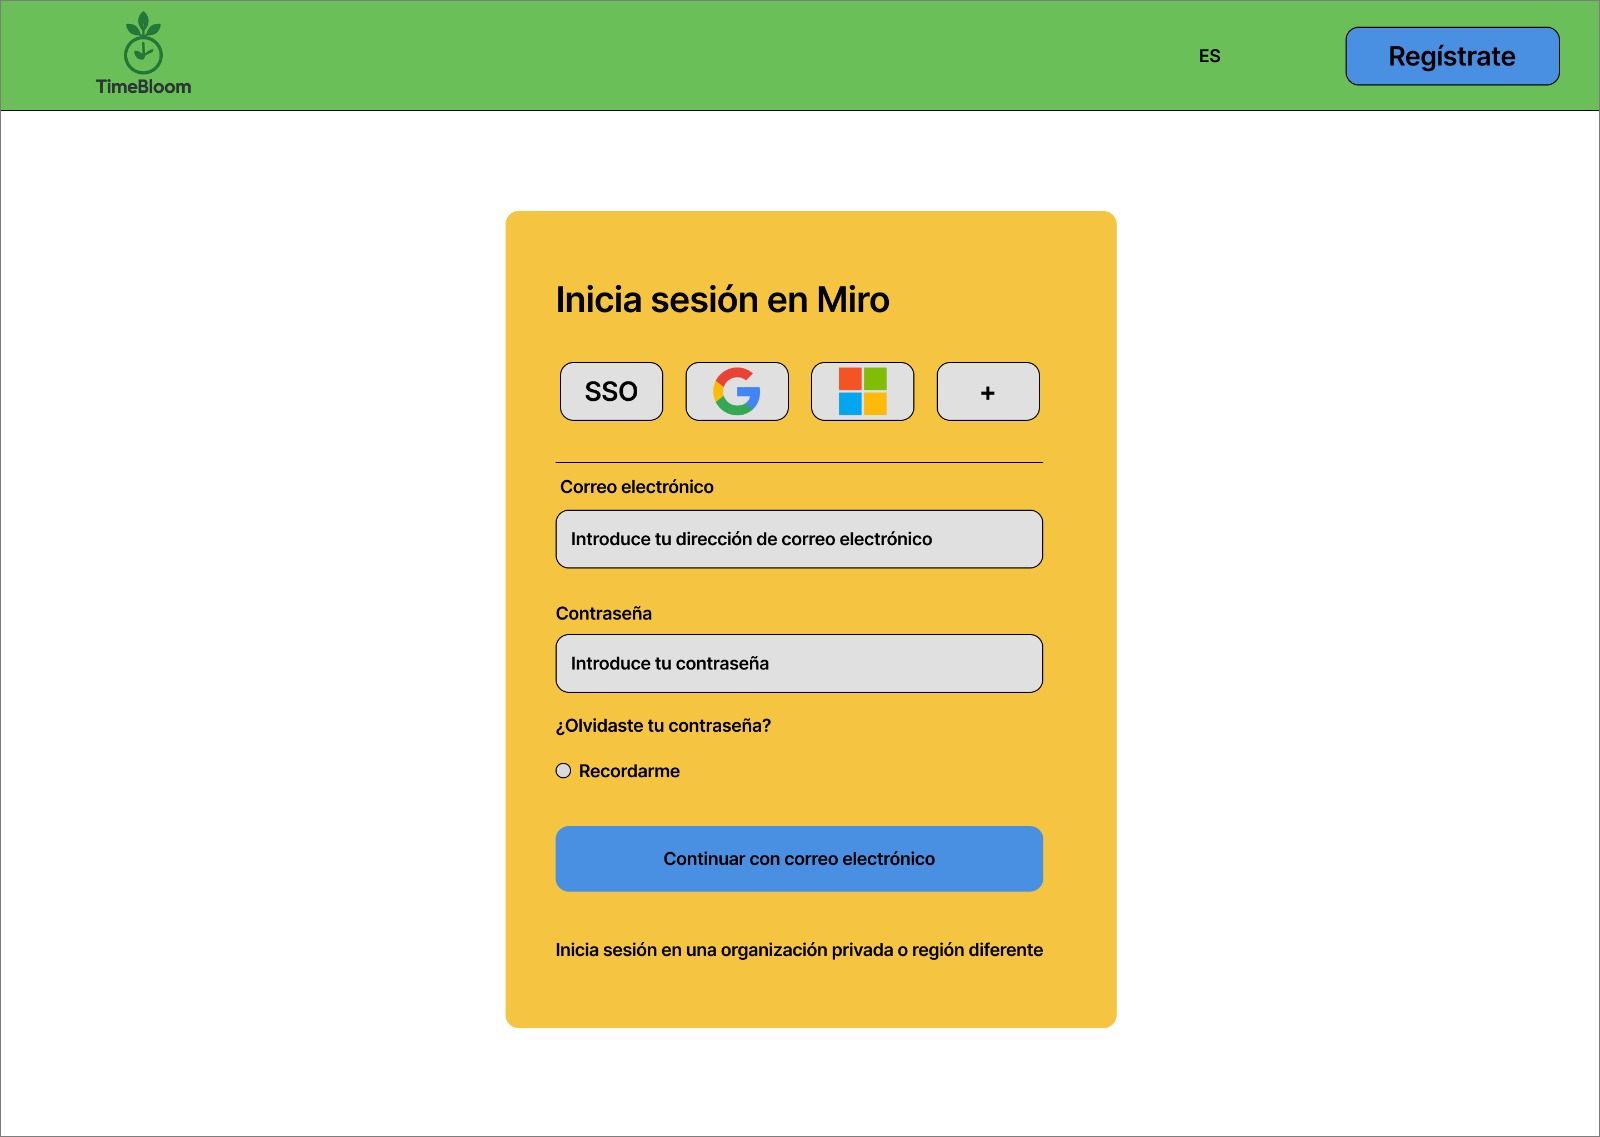 TimeBloom
ES
Regístrate
Inicia sesión en Miro
SSO
+
Correo electrónico
Introduce tu dirección de correo electrónico
Contraseña
Introduce tu contraseña
¿Olvidaste tu contraseña?
Recordarme
Continuar con correo electrónico
Inicia sesión en una organización privada o región diferente